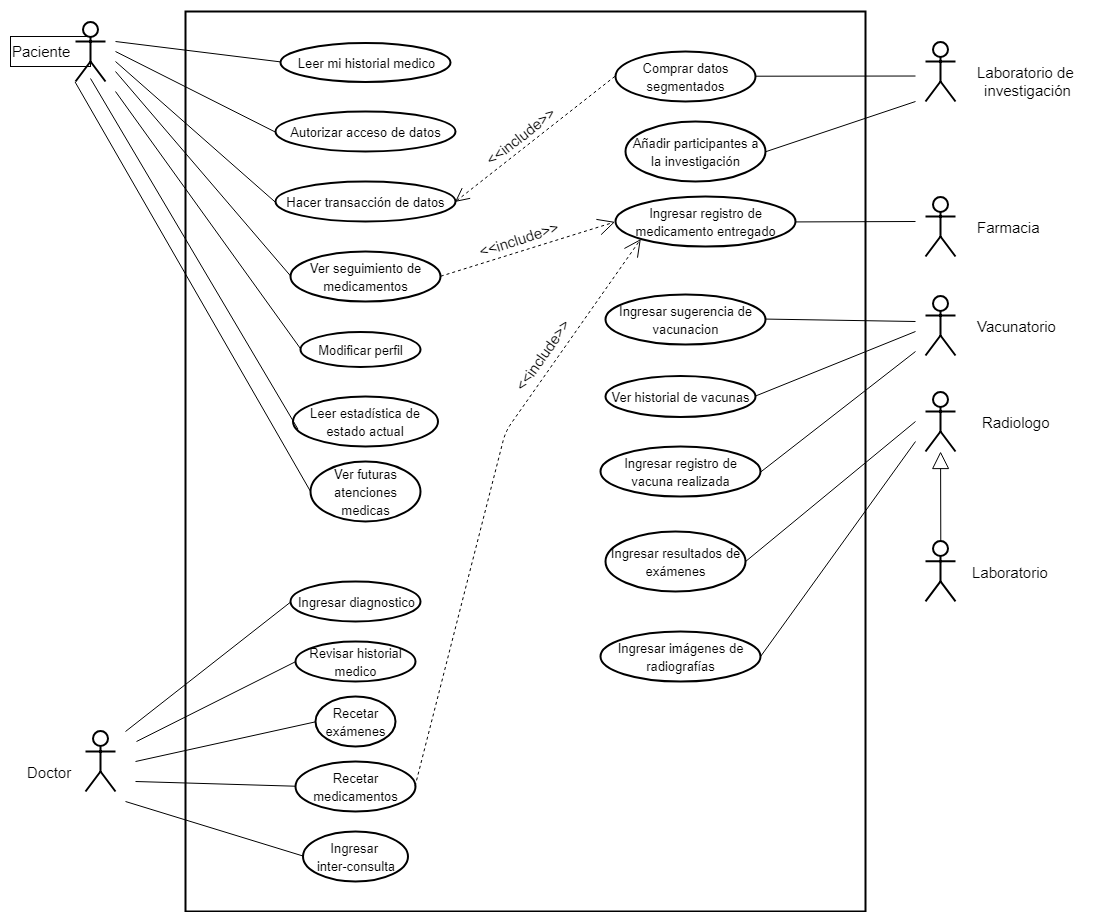 Paciente
Leer mi historial medico
Autorizar acceso de datos
Hacer transacción de datos
Ver seguimiento de
medicamentos
Modificar perfil
Leer estadística de
estado actual
Ver futuras
atenciones
medicas
<<include>>
<<include>>
<<include>>
Comprar datos
segmentados
Añadir participantes a
la investigación
Ingresar registro de
medicamento entregado
Ingresar sugerencia de
vacunacion
Ver historial de vacunas
Ingresar registro de
vacuna realizada
Ingresar resultados de
exámenes
Ingresar imágenes de
radiografías
Laboratorio de
investigación
Farmacia
Vacunatorio
Radiologo
Laboratorio
Doctor
Ingresar diagnostico
Revisar historial
medico
Recetar
exámenes
Recetar
medicamentos
Ingresar
inter-consulta